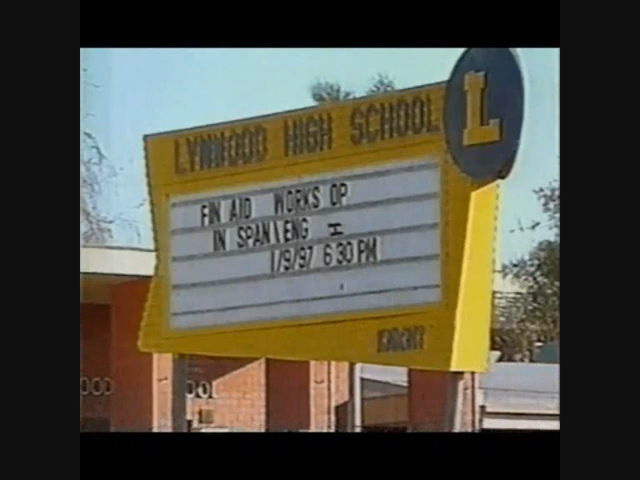 LYNWOOD HIGH SCHOOL
L
FIN AID WORKS OP
IN SPAN\ENG
1/9/97 6 30 PM